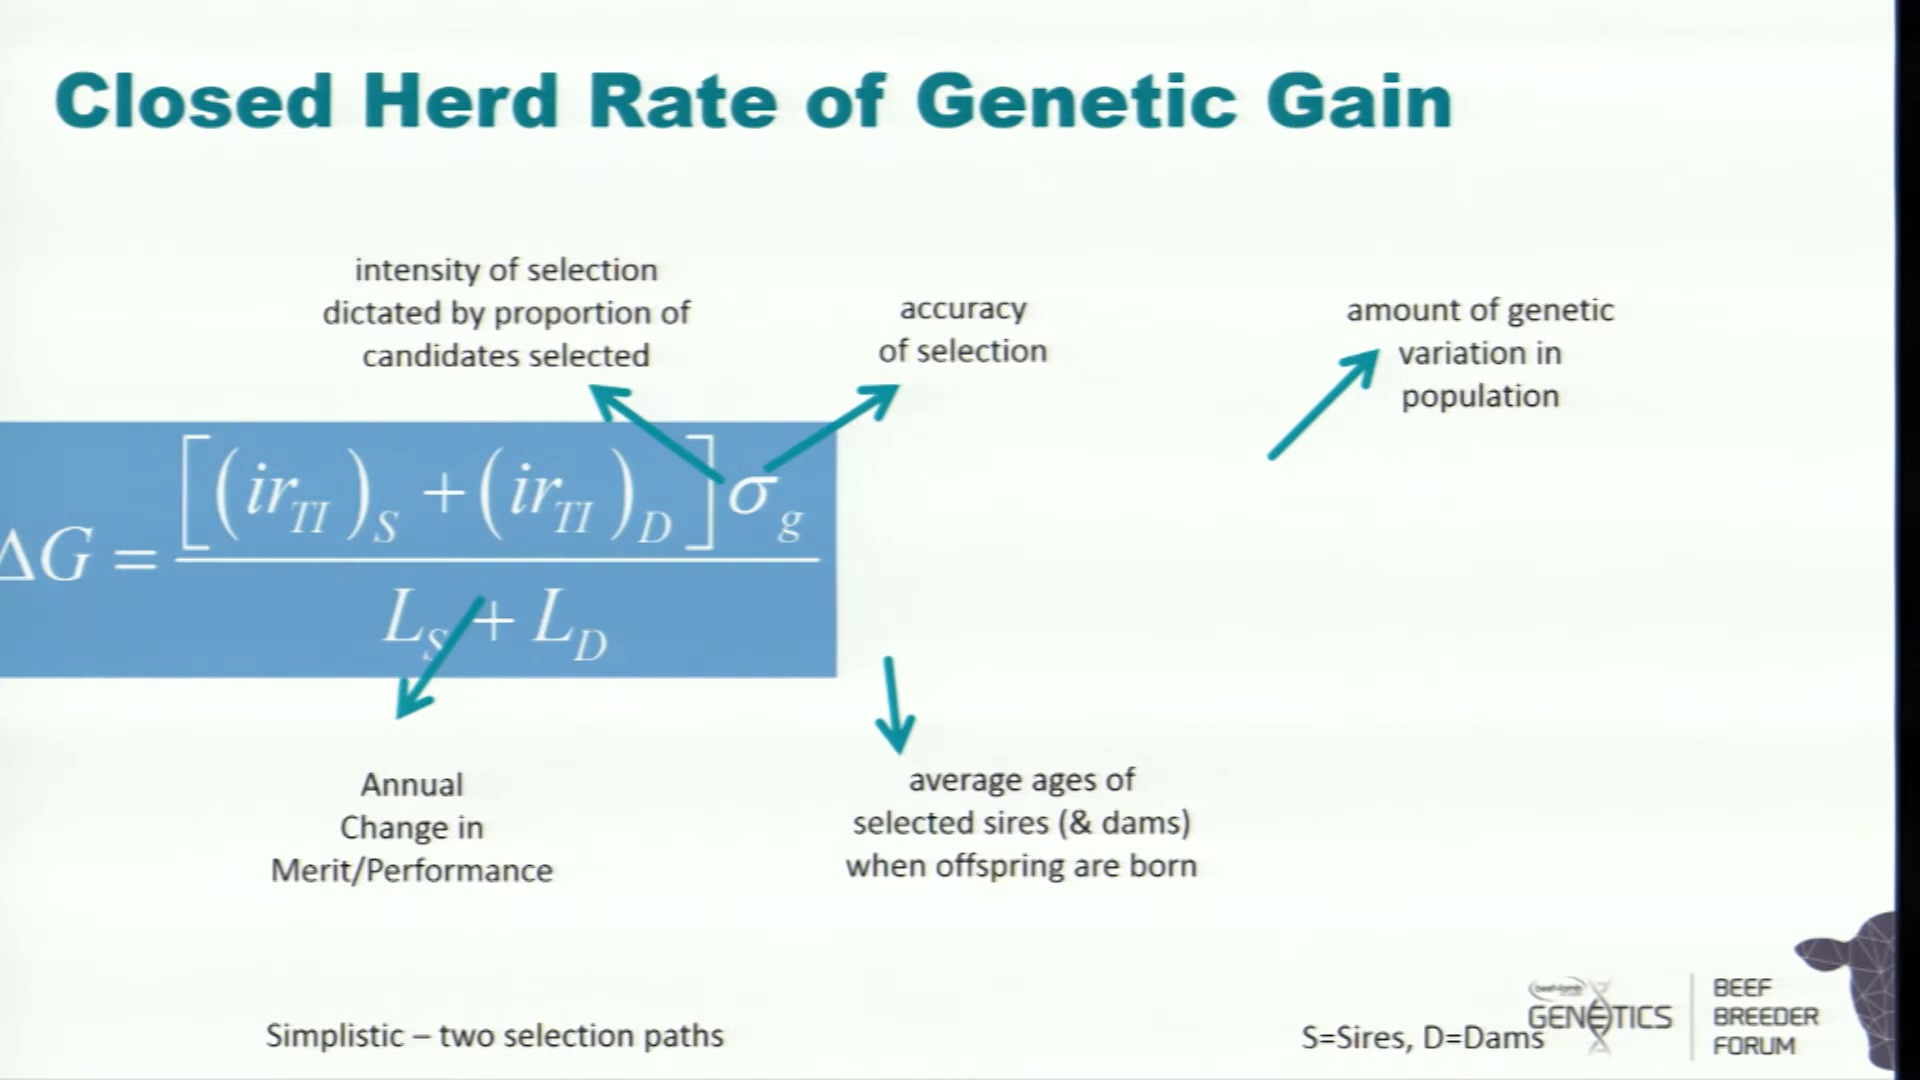 Closed Herd Rate of Genetic Gain
intensity of selection
dictated by proportion of
candidates selected
accuracy
of selection
amount of genetic
variation in
population
ΔG = [(ir_TI)_S + (ir_TI)_D] σ_g
L_S + L_D
Annual
Change in
Merit/Performance
average ages of
selected sires (& dams)
when offspring are born
Simplistic – two selection paths
S=Sires, D=Dams
GENETICS
BEEF
BREEDER
FORUM